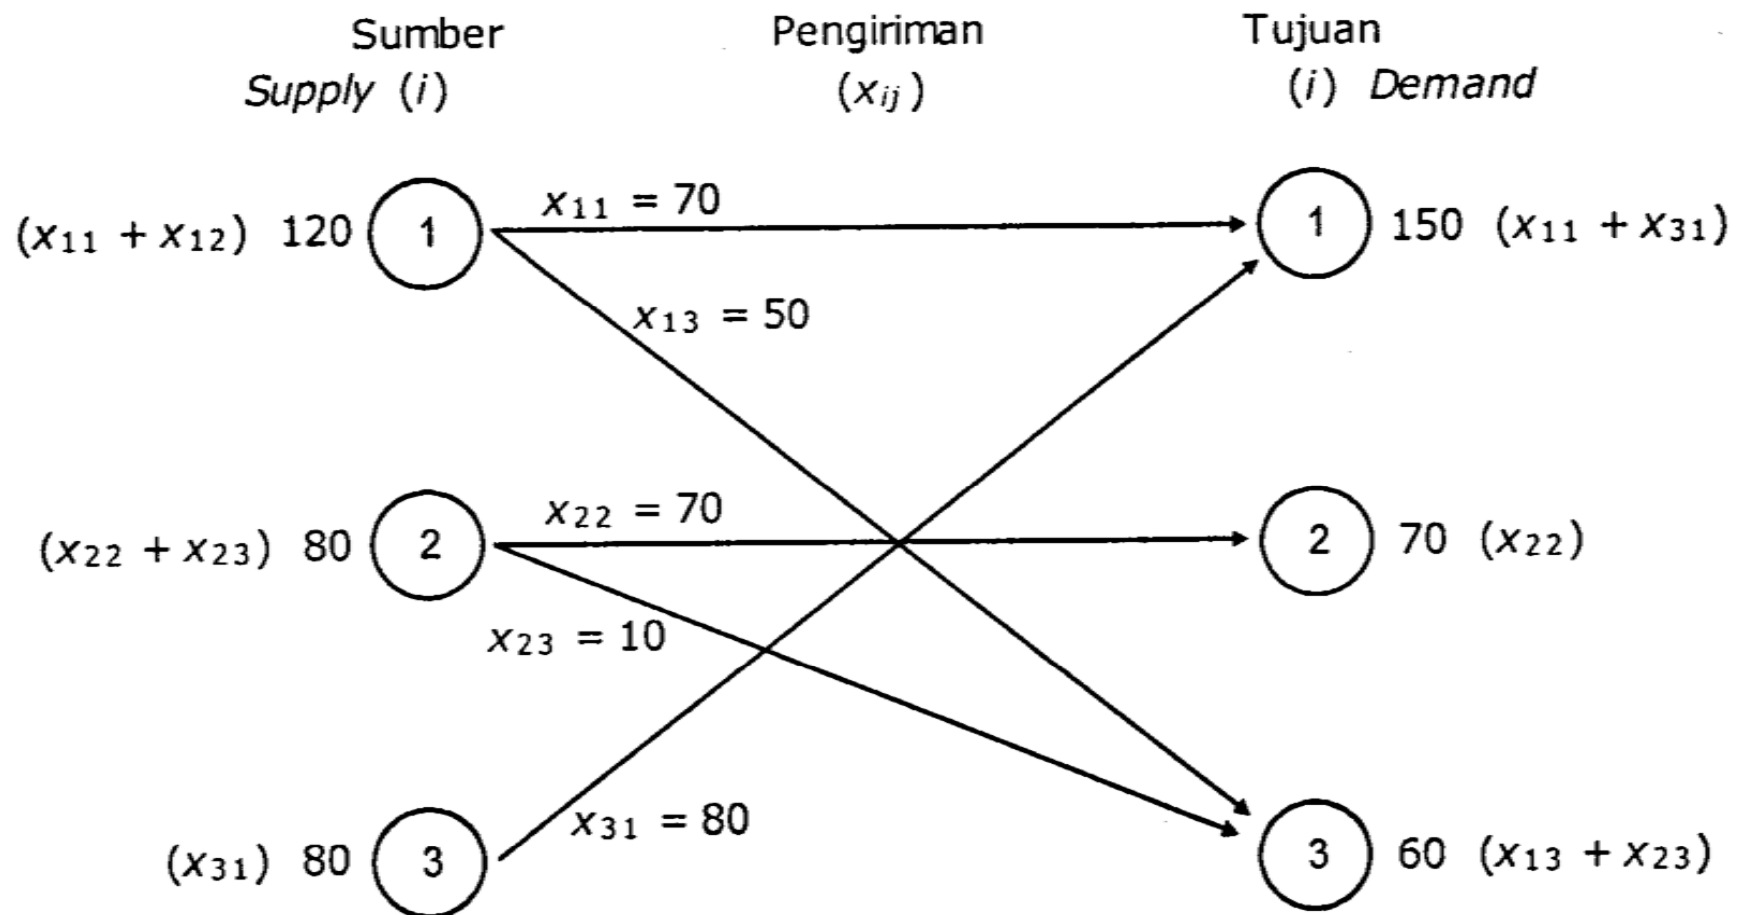 Sumber Pengiriman Tujuan
Supply (i) (xij) (i) Demand
x11 = 70
(x11 + x12) 120 1 1 150 (x11 + x31)
x13 = 50
x22 = 70
(x22 + x23) 80 2 2 70 (x22)
x23 = 10
x31 = 80
(x31) 80 3 3 60 (x13 + x23)